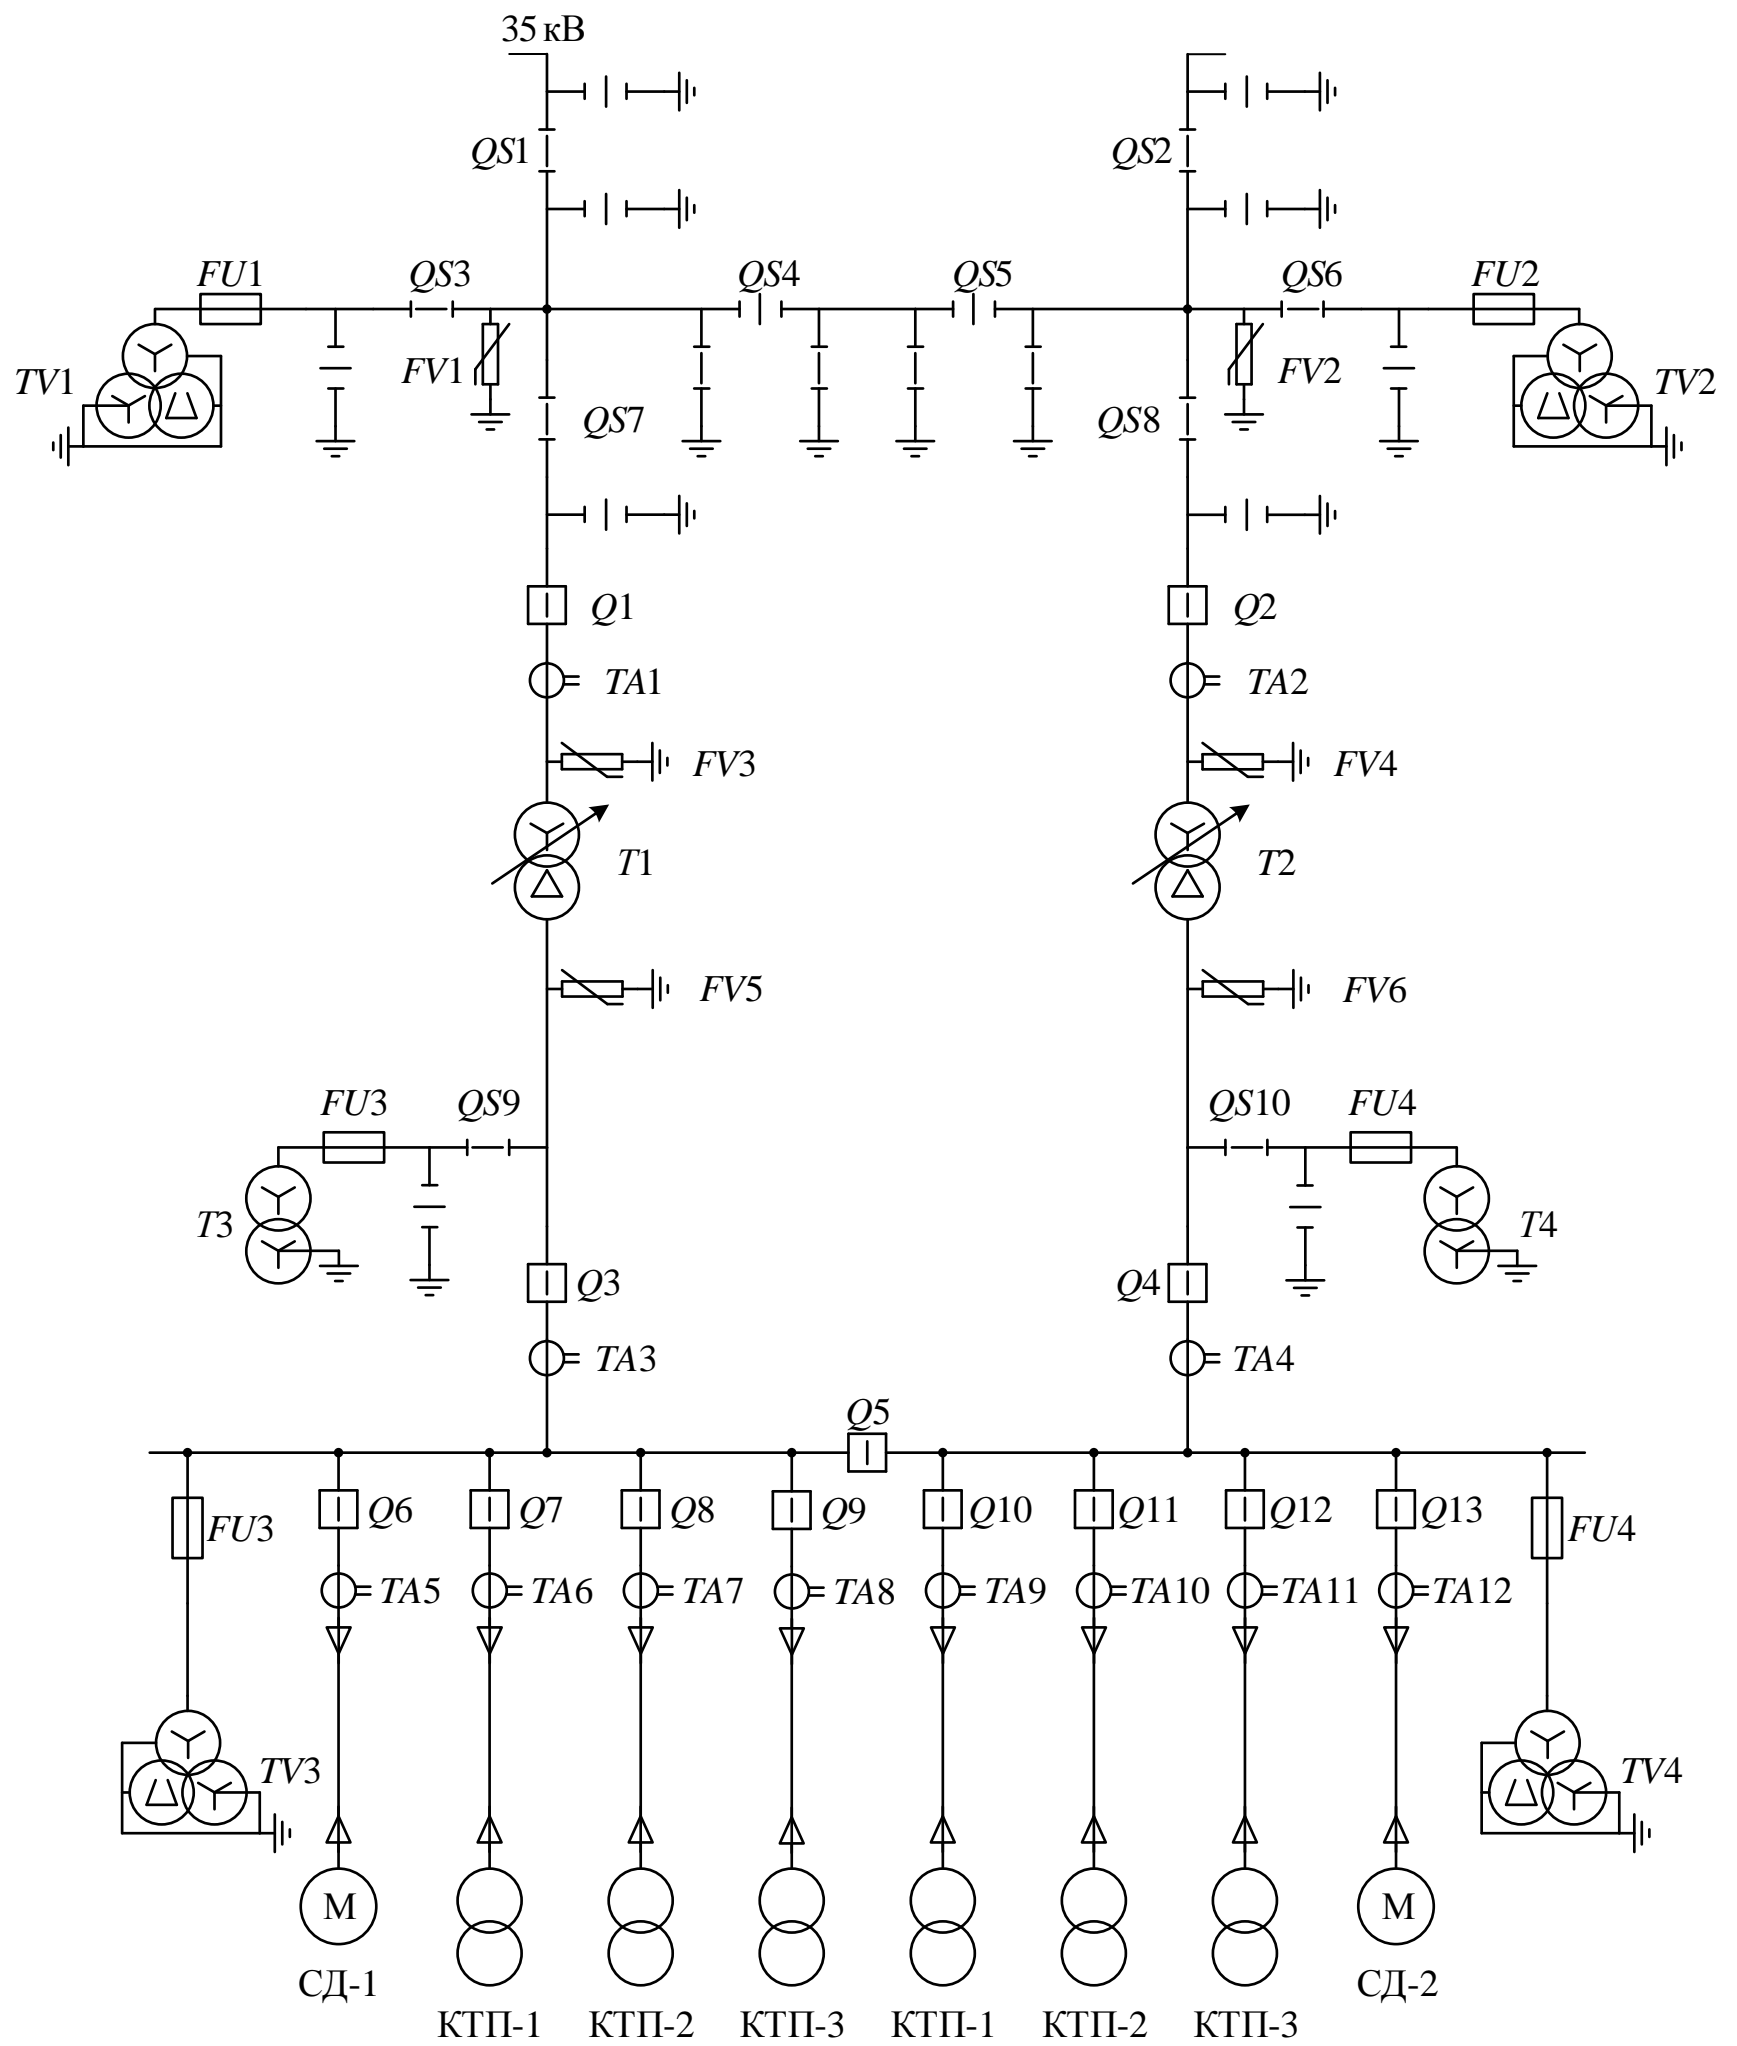 35 кВ
QS1 QS2
FU1 QS3 QS4 QS5 QS6 FU2
TV1 FV1 FV2 TV2
QS7 QS8
Q1 Q2
TA1 TA2
FV3 FV4
T1 T2
FV5 FV6
FU3 QS9 QS10 FU4
T3 T4
Q3 Q4
TA3 TA4
Q5
FU3 Q6 Q7 Q8 Q9 Q10 Q11 Q12 Q13 FU4
TA5 TA6 TA7 TA8 TA9 TA10 TA11 TA12
TV3 TV4
М М
СД-1 СД-2
КТП-1 КТП-2 КТП-3 КТП-1 КТП-2 КТП-3